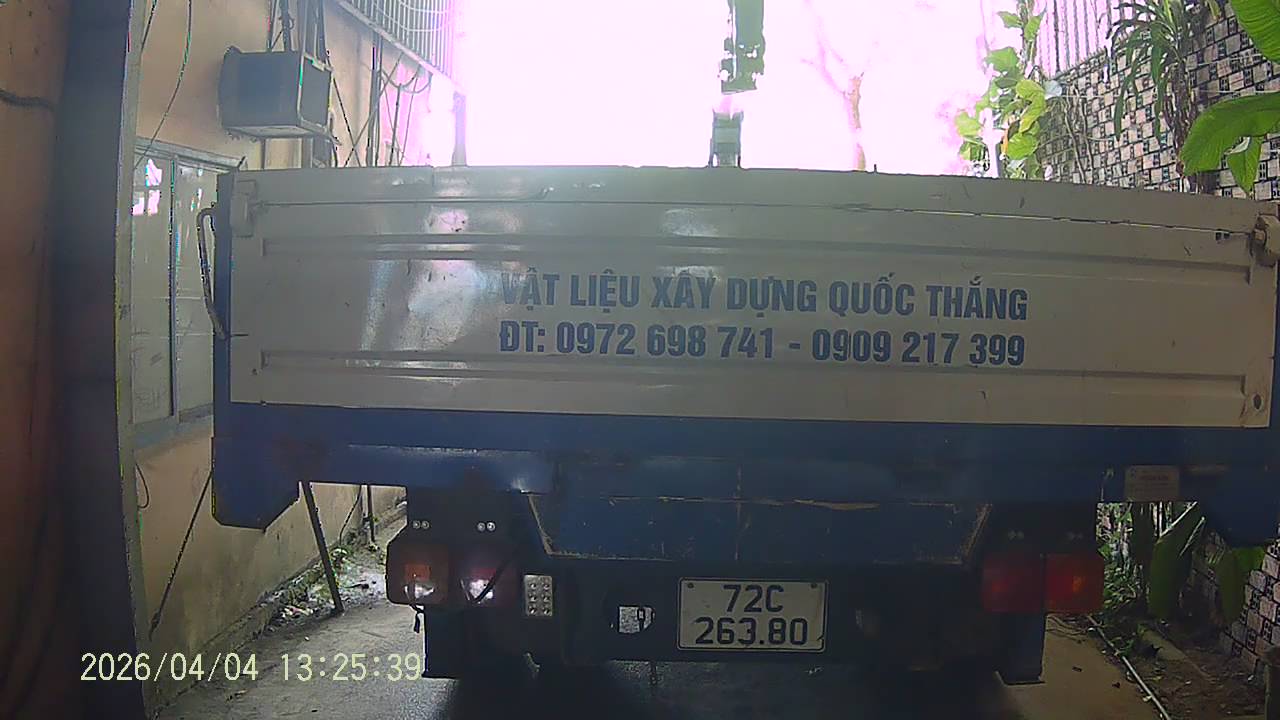 VẬT LIỆU XÂY DỰNG QUỐC THẮNG
ĐT: 0972 698 741 - 0909 217 399
72C
263.80
2026/04/04 13:25:39